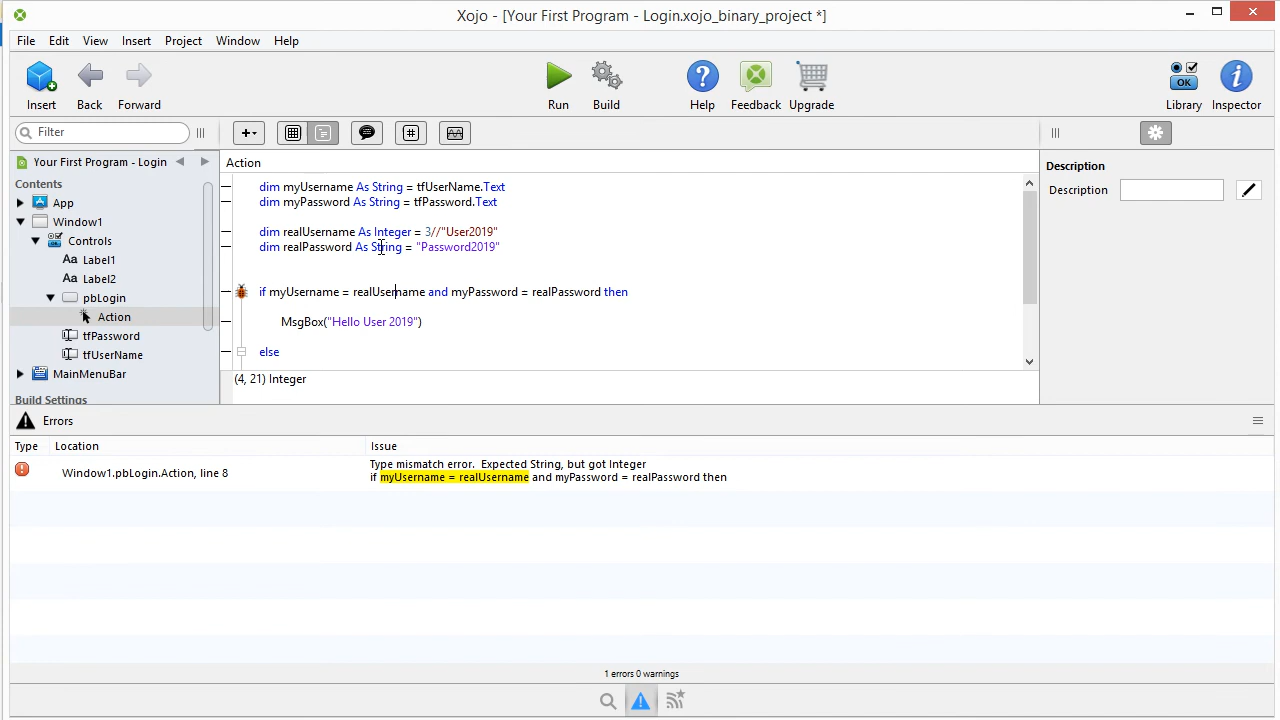 Xojo - [Your First Program - Login.xojo_binary_project *]
File Edit View Insert Project Window Help
Insert Back Forward Run Build Help Feedback Upgrade OK Library Inspector
Filter
Your First Program - Login
Contents
App
Window1
Controls
Label1
Label2
pbLogin
Action
tfPassword
tfUserName
MainMenuBar
Build Settings
Action
dim myUsername As String = tfUserName.Text
dim myPassword As String = tfPassword.Text
dim realUsername As Integer = 3//"User2019"
dim realPassword As String = "Password2019"
if myUsername = realUsername and myPassword = realPassword then
MsgBox("Hello User 2019")
else
(4, 21) Integer
Description
Description
Errors
Type Location Issue
Window1.pbLogin.Action, line 8
Type mismatch error. Expected String, but got Integer
if myUsername = realUsername and myPassword = realPassword then
1 errors 0 warnings